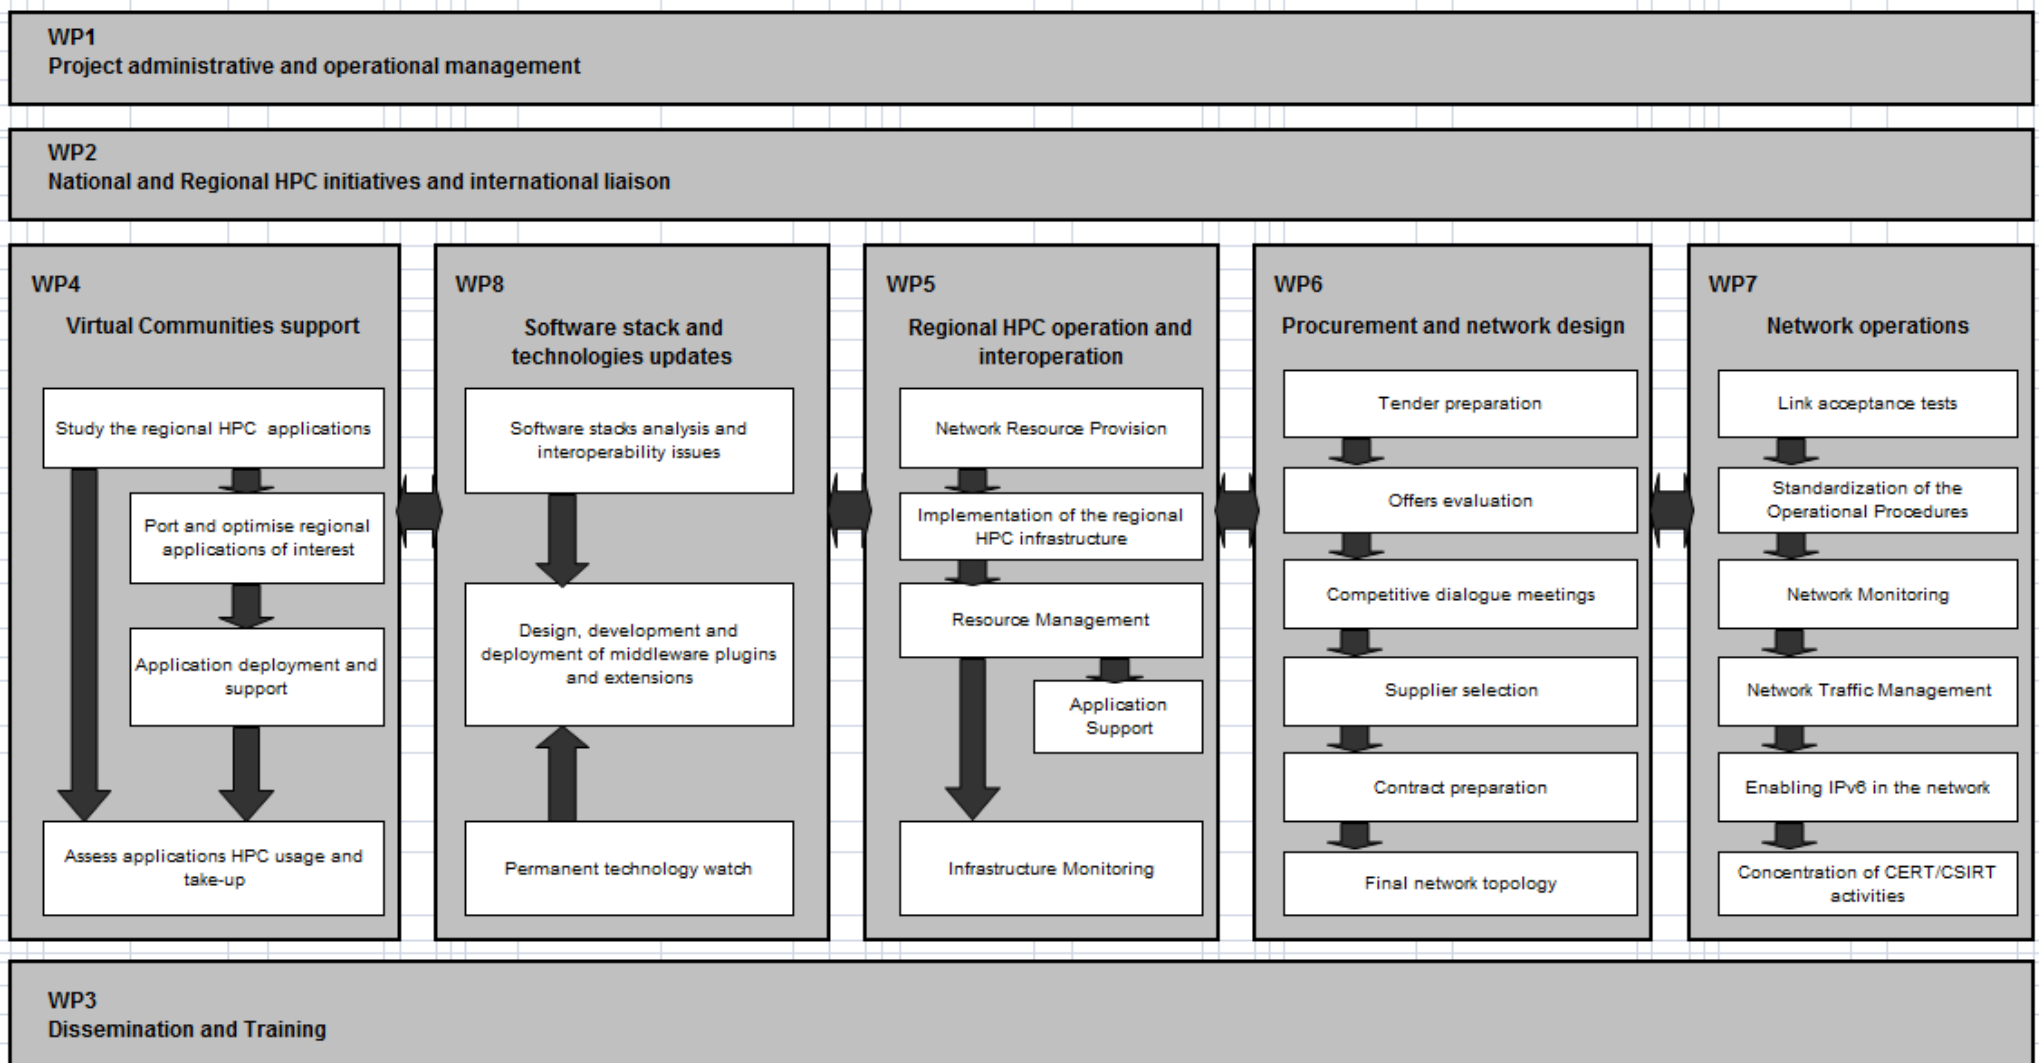 WP1
Project administrative and operational management
WP2
National and Regional HPC initiatives and international liaison
WP4
Virtual Communities support
Study the regional HPC applications
Port and optimise regional
applications of interest
Application deployment and
support
Assess applications HPC usage and
take-up
WP8
Software stack and
technologies updates
Software stacks analysis and
interoperability issues
Design, development and
deployment of middleware plugins
and extensions
Permanent technology watch
WP5
Regional HPC operation and
interoperation
Network Resource Provision
Implementation of the regional
HPC infrastructure
Resource Management
Application
Support
Infrastructure Monitoring
WP6
Procurement and network design
Tender preparation
Offers evaluation
Competitive dialogue meetings
Supplier selection
Contract preparation
Final network topology
WP7
Network operations
Link acceptance tests
Standardization of the
Operational Procedures
Network Monitoring
Network Traffic Management
Enabling IPv6 in the network
Concentration of CERT/CSIRT
activities
WP3
Dissemination and Training